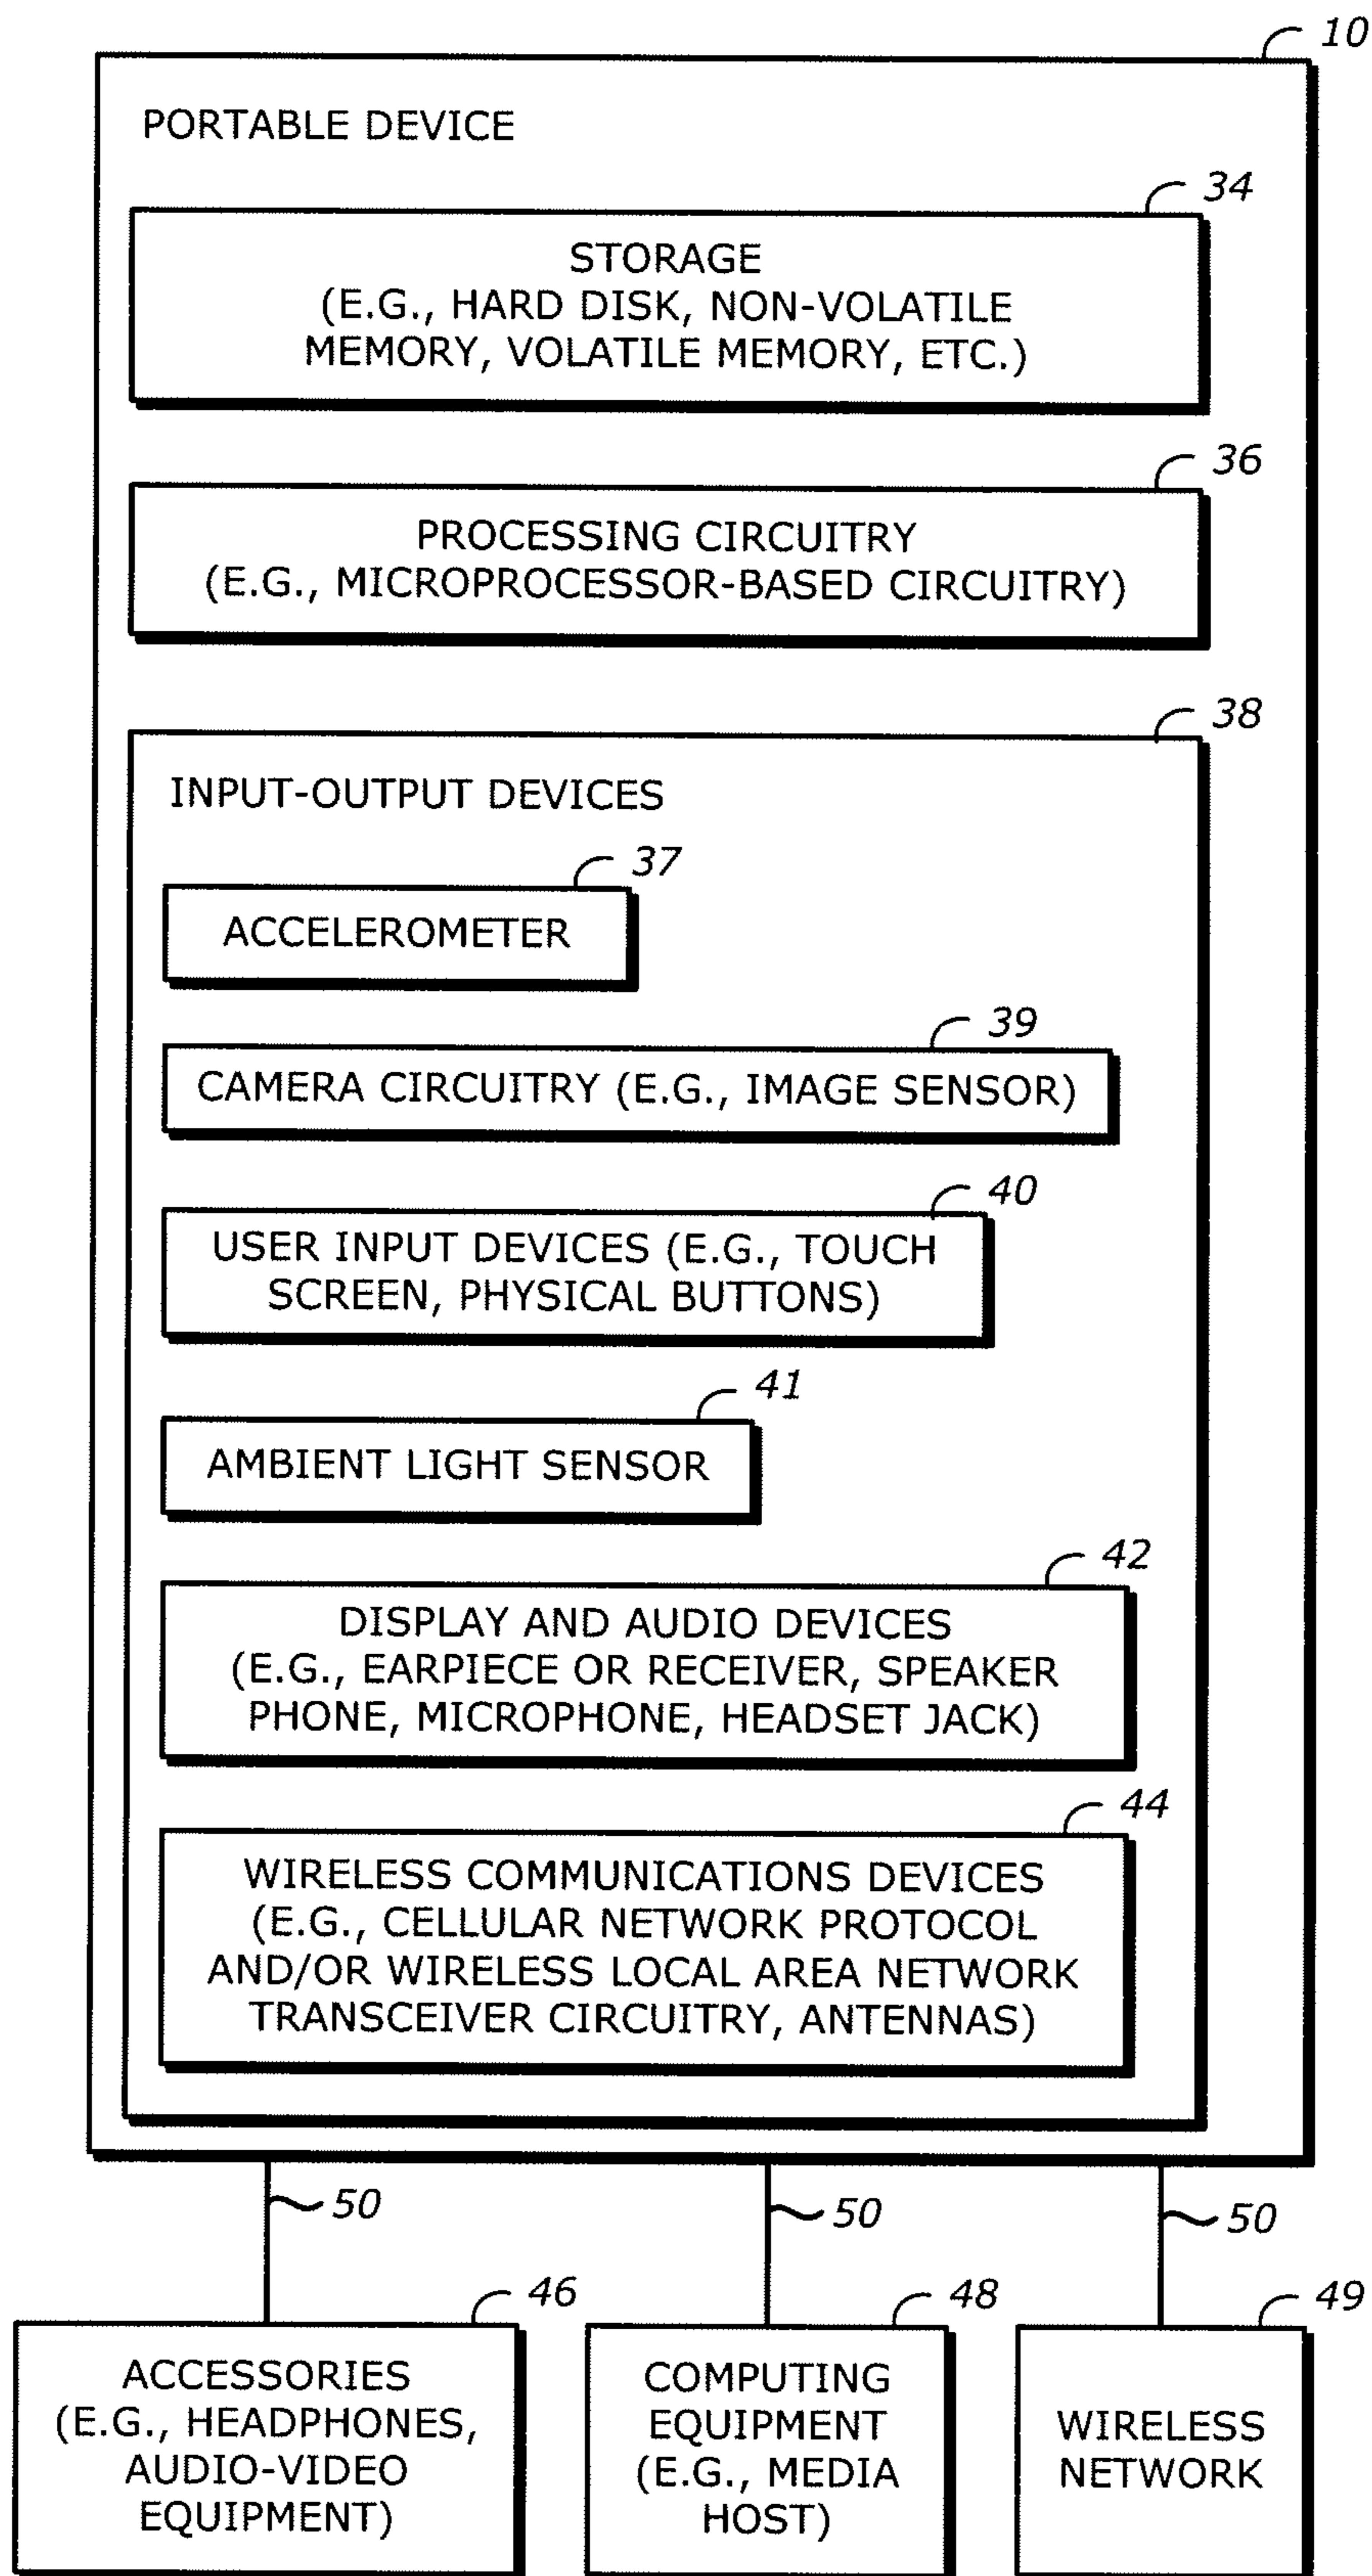 10
PORTABLE DEVICE
34
STORAGE
(E.G., HARD DISK, NON-VOLATILE
MEMORY, VOLATILE MEMORY, ETC.)
36
PROCESSING CIRCUITRY
(E.G., MICROPROCESSOR-BASED CIRCUITRY)
38
INPUT-OUTPUT DEVICES
37
ACCELEROMETER
39
CAMERA CIRCUITRY (E.G., IMAGE SENSOR)
40
USER INPUT DEVICES (E.G., TOUCH
SCREEN, PHYSICAL BUTTONS)
41
AMBIENT LIGHT SENSOR
42
DISPLAY AND AUDIO DEVICES
(E.G., EARPIECE OR RECEIVER, SPEAKER
PHONE, MICROPHONE, HEADSET JACK)
44
WIRELESS COMMUNICATIONS DEVICES
(E.G., CELLULAR NETWORK PROTOCOL
AND/OR WIRELESS LOCAL AREA NETWORK
TRANSCEIVER CIRCUITRY, ANTENNAS)
50
50
50
46
ACCESSORIES
(E.G., HEADPHONES,
AUDIO-VIDEO
EQUIPMENT)
48
COMPUTING
EQUIPMENT
(E.G., MEDIA
HOST)
49
WIRELESS
NETWORK